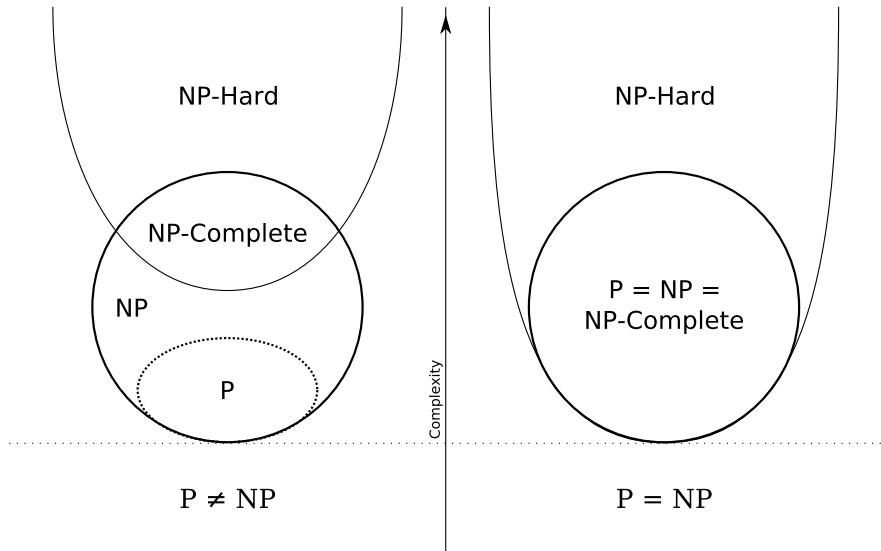 NP-Hard
NP-Complete
NP
P
P ≠ NP
Complexity
NP-Hard
P = NP =
NP-Complete
P = NP